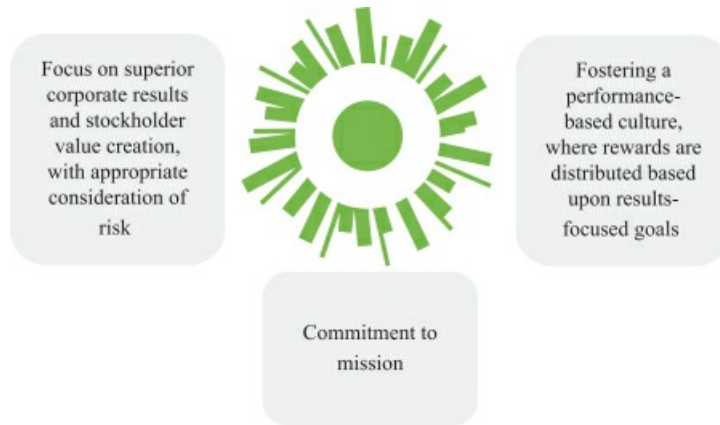 Focus on superior
corporate results
and stockholder
value creation,
with appropriate
consideration of
risk
Fostering a
performance-
based culture,
where rewards are
distributed based
upon results-
focused goals
Commitment to
mission